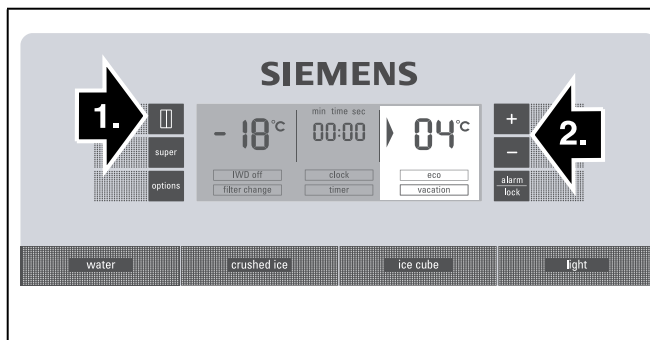 SIEMENS
1.
super
options
- 18°C
min time sec
00:00
04°C
IWD off
clock
eco
filter change
timer
vacation
+
-
alarm
lock
2.
water
crushed ice
ice cube
light